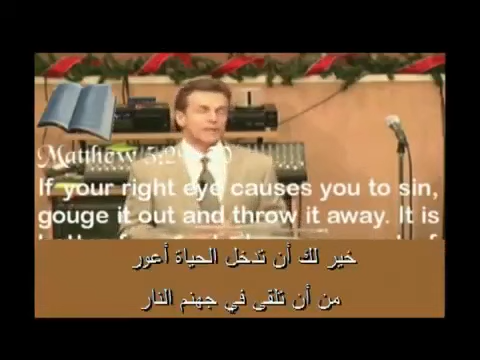 Matthew 5:29-30
If your right eye causes you to sin,
gouge it out and throw it away. It is
خير لك أن تدخل الحياة أعور
من أن تلقى في جهنم النار